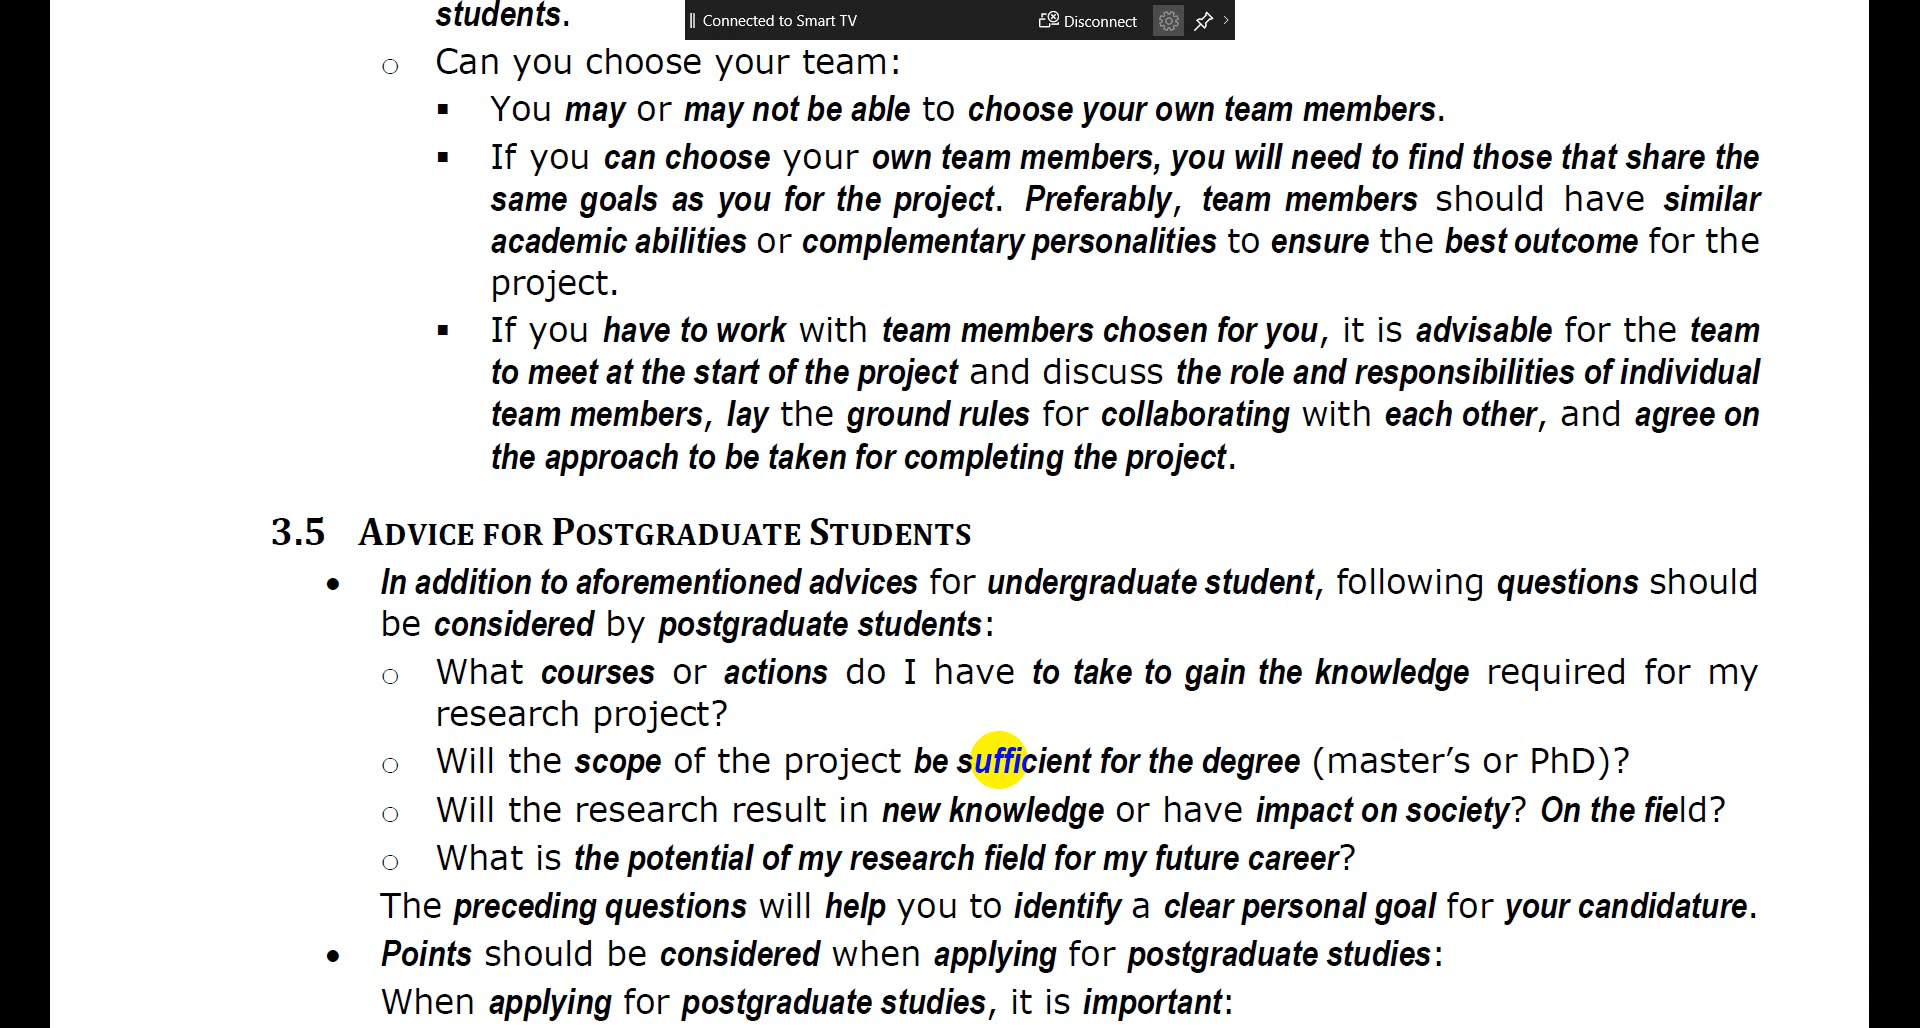 students.
Connected to Smart TV
Disconnect
Can you choose your team:
You may or may not be able to choose your own team members.
If you can choose your own team members, you will need to find those that share the
same goals as you for the project. Preferably, team members should have similar
academic abilities or complementary personalities to ensure the best outcome for the
project.
If you have to work with team members chosen for you, it is advisable for the team
to meet at the start of the project and discuss the role and responsibilities of individual
team members, lay the ground rules for collaborating with each other, and agree on
the approach to be taken for completing the project.
3.5 ADVICE FOR POSTGRADUATE STUDENTS
In addition to aforementioned advices for undergraduate student, following questions should
be considered by postgraduate students:
What courses or actions do I have to take to gain the knowledge required for my
research project?
Will the scope of the project be sufficient for the degree (master's or PhD)?
Will the research result in new knowledge or have impact on society? On the field?
What is the potential of my research field for my future career?
The preceding questions will help you to identify a clear personal goal for your candidature.
Points should be considered when applying for postgraduate studies:
When applying for postgraduate studies, it is important: